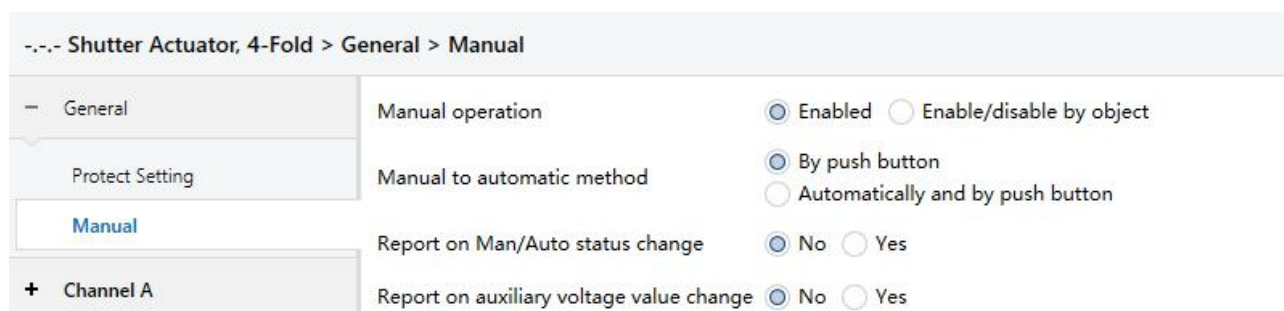 -.-.- Shutter Actuator, 4-Fold > General > Manual
− General
Manual operation Enabled Enable/disable by object
Protect Setting
Manual to automatic method By push button
Automatically and by push button
Manual
Report on Man/Auto status change No Yes
+ Channel A
Report on auxiliary voltage value change No Yes